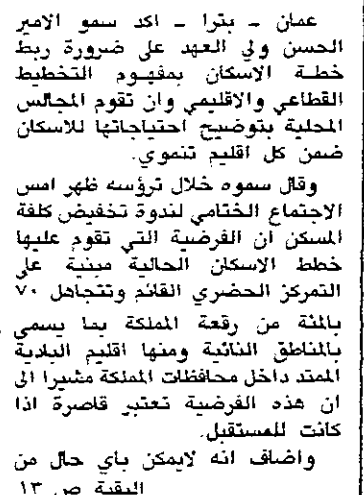 عمان ـ بترا ـ اكد سمو الامير
الحسن ولي العهد على ضرورة ربط
خطة الاسكان بمفهوم التخطيط
القطاعي والاقليمي وان تقوم المجالس
المحلية بتوضيح احتياجاتها للاسكان
ضمن كل اقليم تنموي.
وقال سموه خلال ترؤسه ظهر امس
الاجتماع الختامي لندوة تخفيض كلفة
المسكن ان الفرضية التي تقوم عليها
خطط الاسكان الحالية مبنية على
التمركز الحضري القائم وتتجاهل ٧٠
بالمئة من رقعة المملكة بما يسمى
بالمناطق النائية ومنها اقليم البادية
الممتد داخل محافظات المملكة مشيرا الى
ان هذه الفرضية تعتبر قاصرة اذا
كانت للمستقبل.
واضاف انه لايمكن باي حال من
البقية ص ١٣